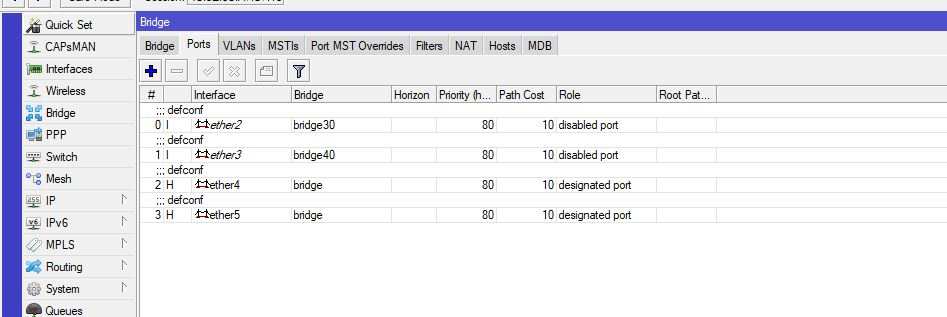 Bridge
Quick Set
CAPsMAN
Interfaces
Wireless
Bridge
PPP
Switch
Mesh
IP
IPv6
MPLS
Routing
System
Queues
Bridge Ports VLANs MSTIs Port MST Overrides Filters NAT Hosts MDB
# Interface Bridge Horizon Priority (h... Path Cost Role Root Pat...
;;; defconf
0 I ether2 bridge30 80 10 disabled port
;;; defconf
1 I ether3 bridge40 80 10 disabled port
;;; defconf
2 H ether4 bridge 80 10 designated port
;;; defconf
3 H ether5 bridge 80 10 designated port